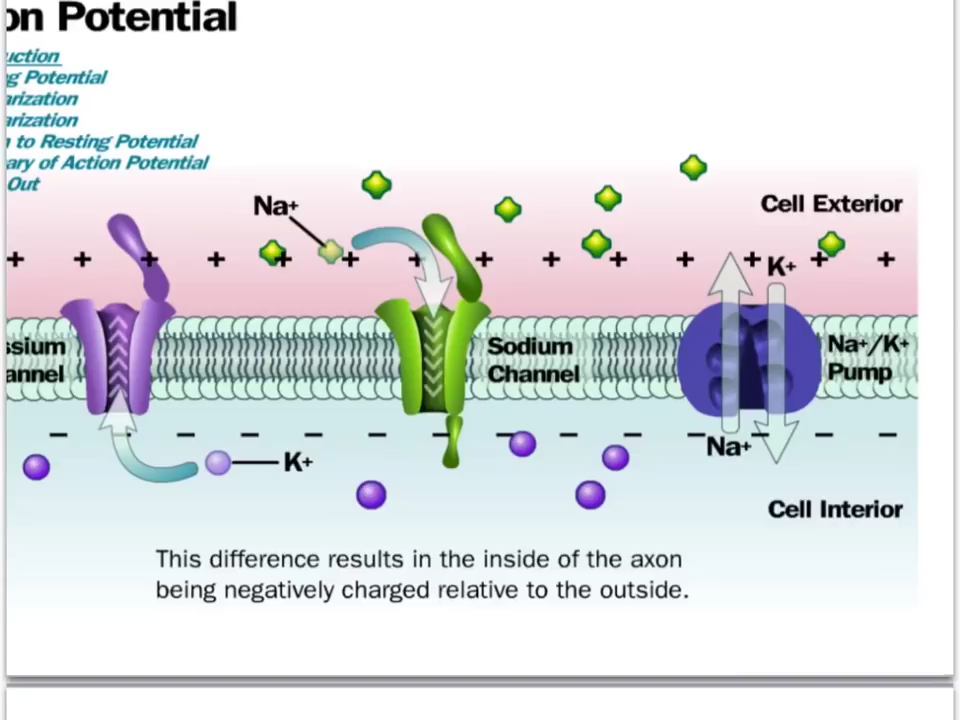 on Potential
uction
ng Potential
arization
arization
n to Resting Potential
ary of Action Potential
Out
Na+
Cell Exterior
+ + + + + + + + + + + + + +
K+
ssium
annel
Sodium
Channel
Na+/K+
Pump
− − − − − − − − − − − − − −
Na+
K+
Cell Interior
This difference results in the inside of the axon
being negatively charged relative to the outside.